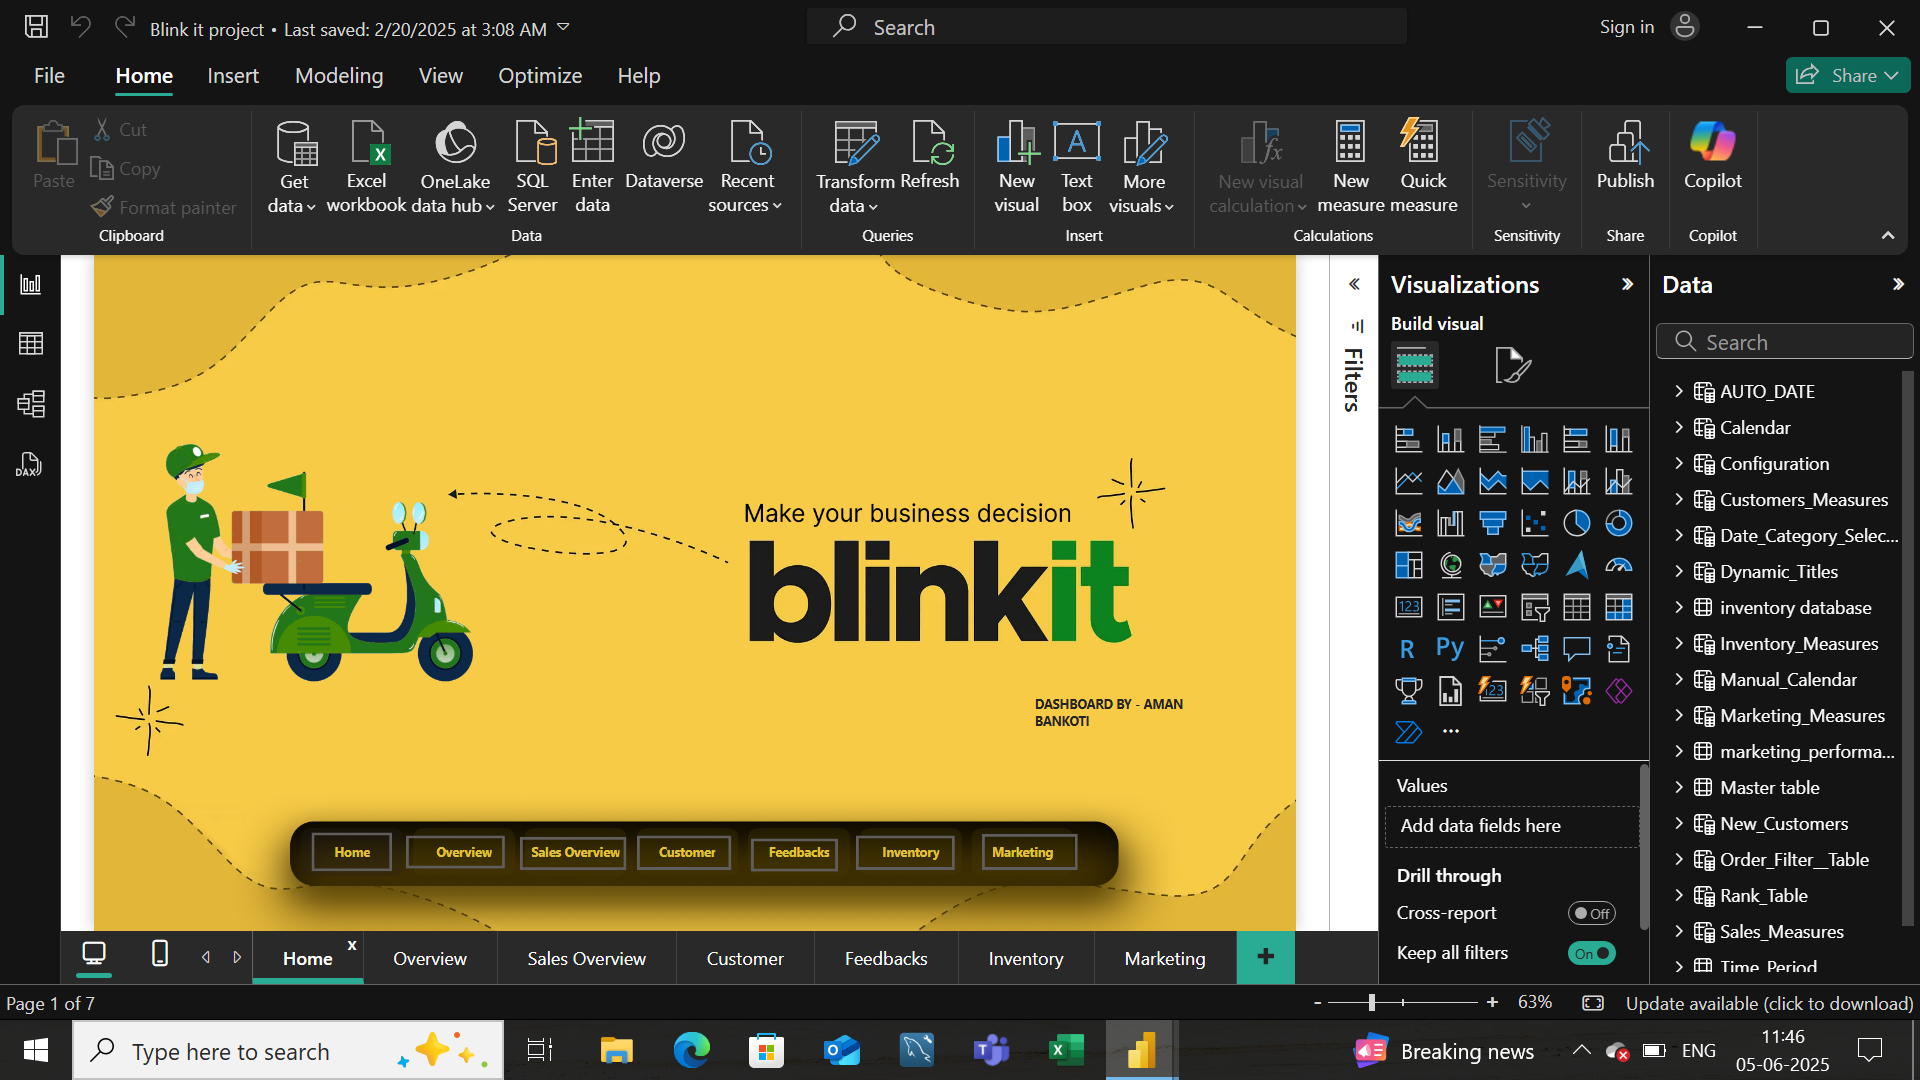 Blink it project • Last saved: 2/20/2025 at 3:08 AM
Search
Sign in
File
Home
Insert
Modeling
View
Optimize
Help
Share
Paste
Cut
Copy
Format painter
Clipboard
Get data
Excel workbook
OneLake data hub
SQL Server
Enter data
Dataverse
Recent sources
Data
Transform data
Refresh
Queries
New visual
Text box
More visuals
Insert
New visual calculation
New measure
Quick measure
Calculations
Sensitivity
Sensitivity
Publish
Share
Copilot
Copilot
DAX
Make your business decision
blinkit
DASHBOARD BY - AMAN
BANKOTI
Home
Overview
Sales Overview
Customer
Feedbacks
Inventory
Marketing
Filters
Visualizations
Build visual
123
R
Py
123
Values
Add data fields here
Drill through
Cross-report
Off
Keep all filters
On
Data
Search
AUTO_DATE
Calendar
Configuration
Customers_Measures
Date_Category_Selec...
Dynamic_Titles
inventory database
Inventory_Measures
Manual_Calendar
Marketing_Measures
marketing_performa...
Master table
New_Customers
Order_Filter__Table
Rank_Table
Sales_Measures
Time_Period
Home
x
Overview
Sales Overview
Customer
Feedbacks
Inventory
Marketing
+
Page 1 of 7
- + 63%
Update available (click to download)
Type here to search
Breaking news
ENG
11:46
05-06-2025